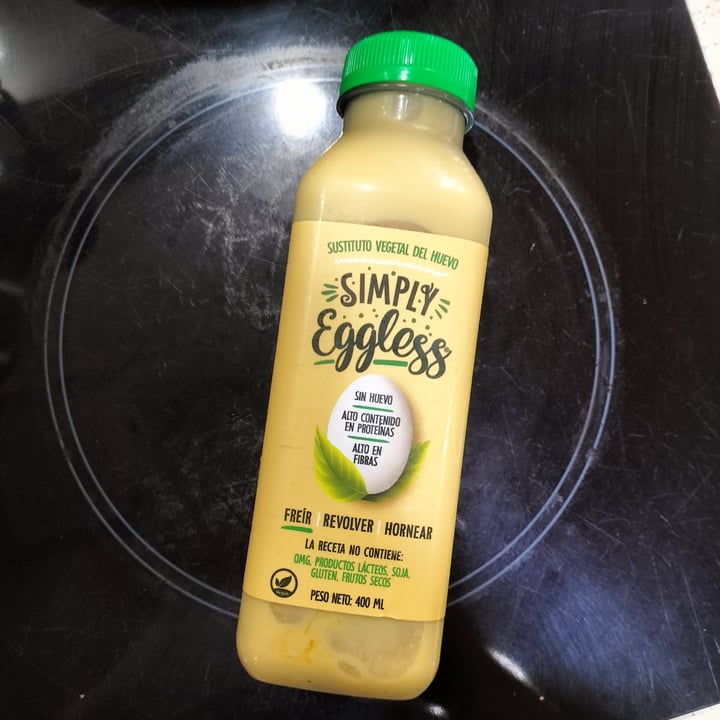 SUSTITUTO VEGETAL DEL HUEVO
SIMPLY
Eggless
SIN HUEVO
ALTO CONTENIDO
EN PROTEÍNAS
ALTO EN
FIBRAS
FREÍR | REVOLVER | HORNEAR
LA RECETA NO CONTIENE:
OMG, PRODUCTOS LÁCTEOS, SOJA,
GLUTEN, FRUTOS SECOS
Vegan
PESO NETO: 400 ML